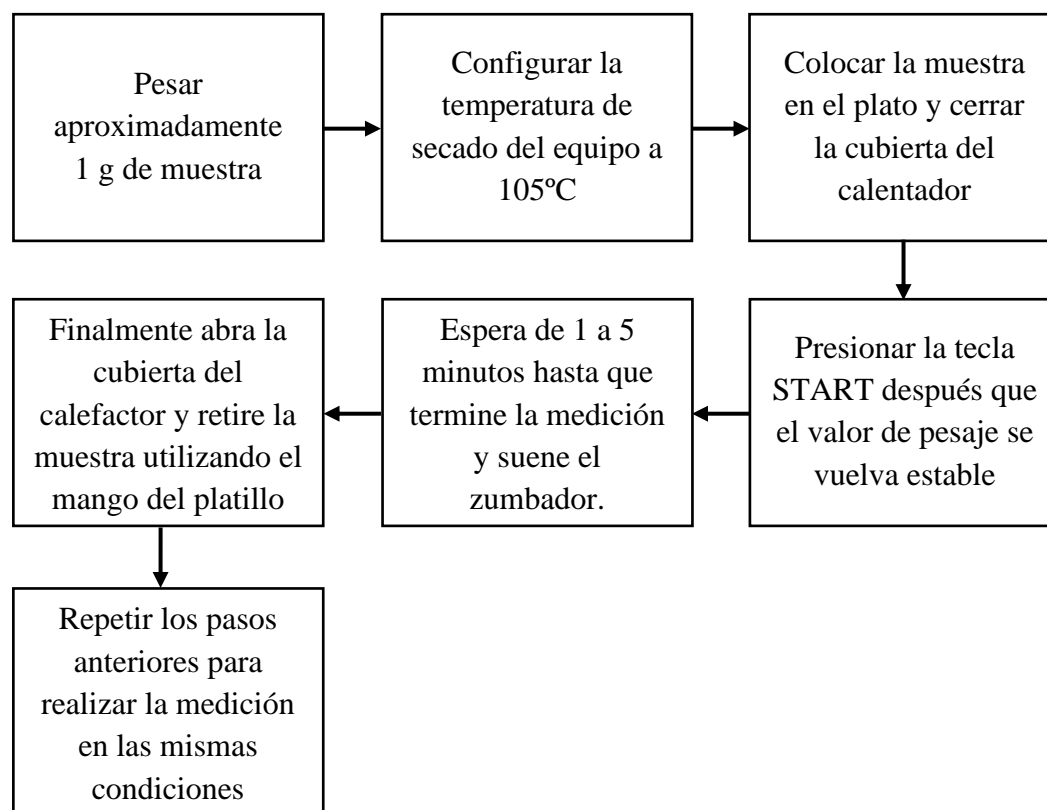 Pesar
aproximadamente
1 g de muestra
Configurar la
temperatura de
secado del equipo a
105ºC
Colocar la muestra
en el plato y cerrar
la cubierta del
calentador
Presionar la tecla
START después que
el valor de pesaje se
vuelva estable
Espera de 1 a 5
minutos hasta que
termine la medición
y suene el
zumbador.
Finalmente abra la
cubierta del
calefactor y retire la
muestra utilizando el
mango del platillo
Repetir los pasos
anteriores para
realizar la medición
en las mismas
condiciones